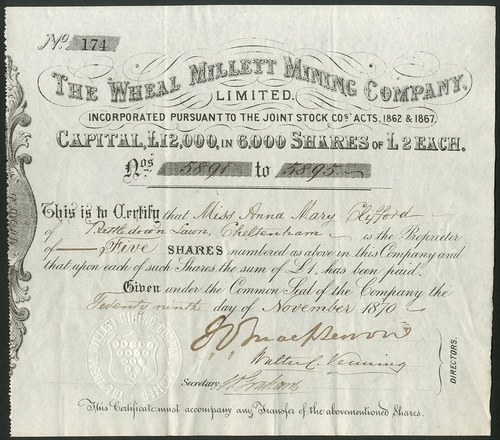 No. 174
THE WHEAL MILLETT MINING COMPANY,
LIMITED.
INCORPORATED PURSUANT TO THE JOINT STOCK COS' ACTS, 1862 & 1867,
CAPITAL, £12,000, IN 6,000 SHARES OF £2 EACH.
Nos 5891 to 5895.
This is to Certify that Miss Anna Mary Clifford
of Lawn, Cheltenham is the Proprietor
of Five SHARES numbered as above in this Company and
that upon each of such Shares the sum of £1, has been paid.
Given under the Common Seal of the Company the
Twenty ninth day of November 1870
Walter C. Venning
DIRECTORS.
Secretary
This Certificate must accompany any Transfer of the abovementioned Shares.